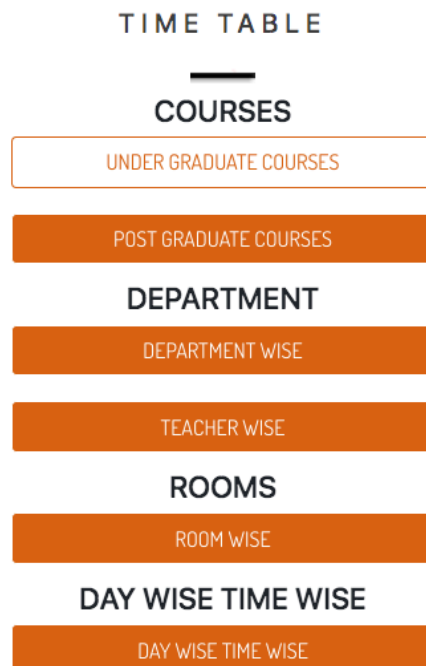 TIME TABLE
COURSES
UNDER GRADUATE COURSES
POST GRADUATE COURSES
DEPARTMENT
DEPARTMENT WISE
TEACHER WISE
ROOMS
ROOM WISE
DAY WISE TIME WISE
DAY WISE TIME WISE